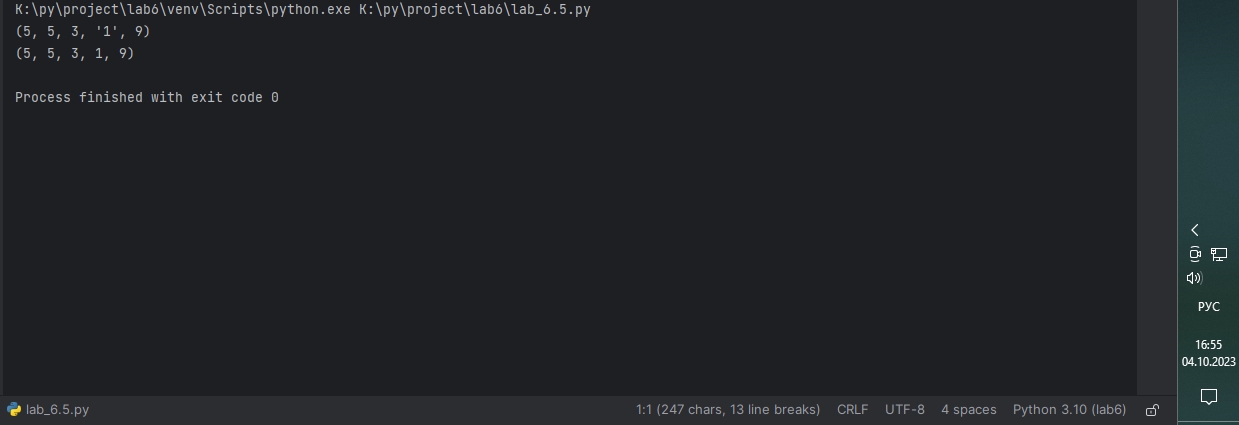 K:\py\project\lab6\venv\Scripts\python.exe K:\py\project\lab6\lab_6.5.py
(5, 5, 3, '1', 9)
(5, 5, 3, 1, 9)
Process finished with exit code 0
РУС
16:55
04.10.2023
lab_6.5.py 1:1 (247 chars, 13 line breaks) CRLF UTF-8 4 spaces Python 3.10 (lab6)